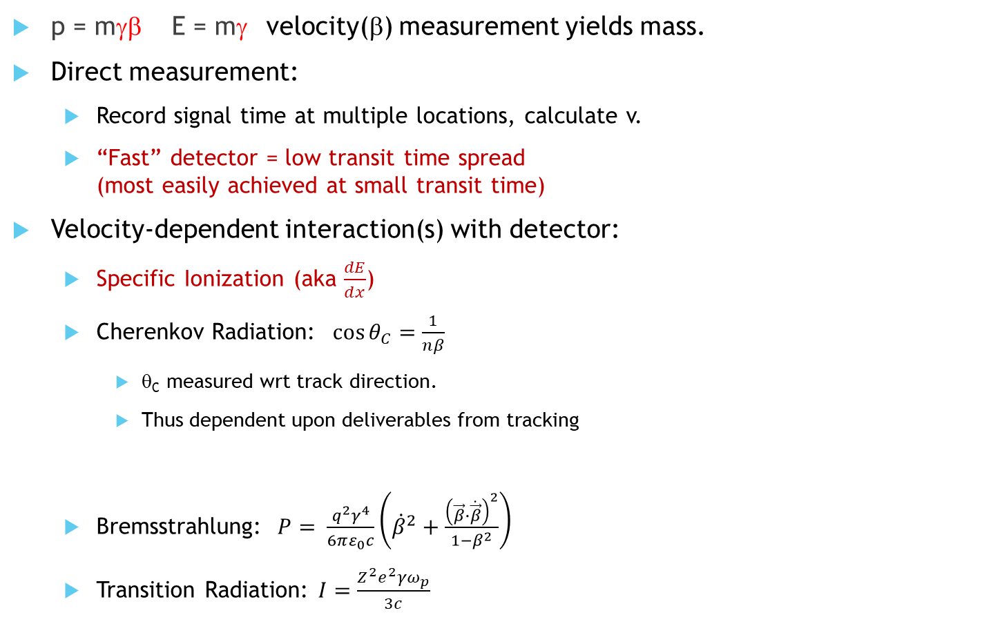 p = mγβ E = mγ velocity(β) measurement yields mass.
Direct measurement:
Record signal time at multiple locations, calculate v.
“Fast” detector = low transit time spread
(most easily achieved at small transit time)
Velocity-dependent interaction(s) with detector:
Specific Ionization (aka $\frac{dE}{dx}$)
Cherenkov Radiation: $\cos\theta_C = \frac{1}{n\beta}$
θ_C measured wrt track direction.
Thus dependent upon deliverables from tracking
Bremsstrahlung: $P = \frac{q^2\gamma^4}{6\pi\varepsilon_0 c}\left(\dot{\beta}^2 + \frac{\left(\vec{\beta}\cdot\dot{\vec{\beta}}\right)^2}{1-\beta^2}\right)$
Transition Radiation: $I = \frac{Z^2e^2\gamma\omega_p}{3c}$